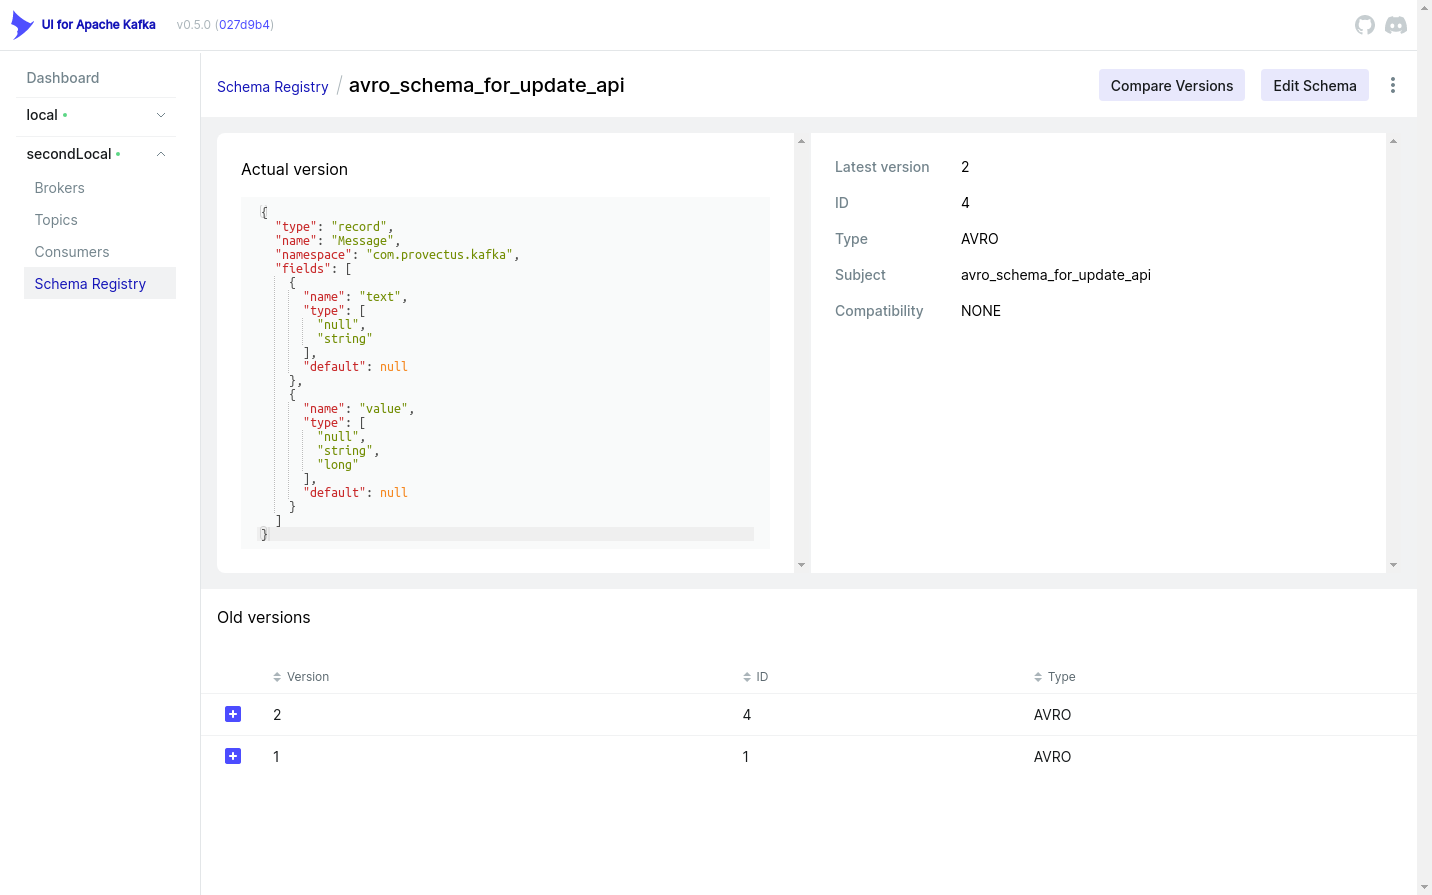 UI for Apache Kafka v0.5.0 (027d9b4)
Dashboard
local
secondLocal
Brokers
Topics
Consumers
Schema Registry
Schema Registry / avro_schema_for_update_api
Compare Versions
Edit Schema
Actual version
{
  "type": "record",
  "name": "Message",
  "namespace": "com.provectus.kafka",
  "fields": [
    {
      "name": "text",
      "type": [
        "null",
        "string"
      ],
      "default": null
    },
    {
      "name": "value",
      "type": [
        "null",
        "string",
        "long"
      ],
      "default": null
    }
  ]
}
Latest version 2
ID 4
Type AVRO
Subject avro_schema_for_update_api
Compatibility NONE
Old versions
Version ID Type
2 4 AVRO
1 1 AVRO